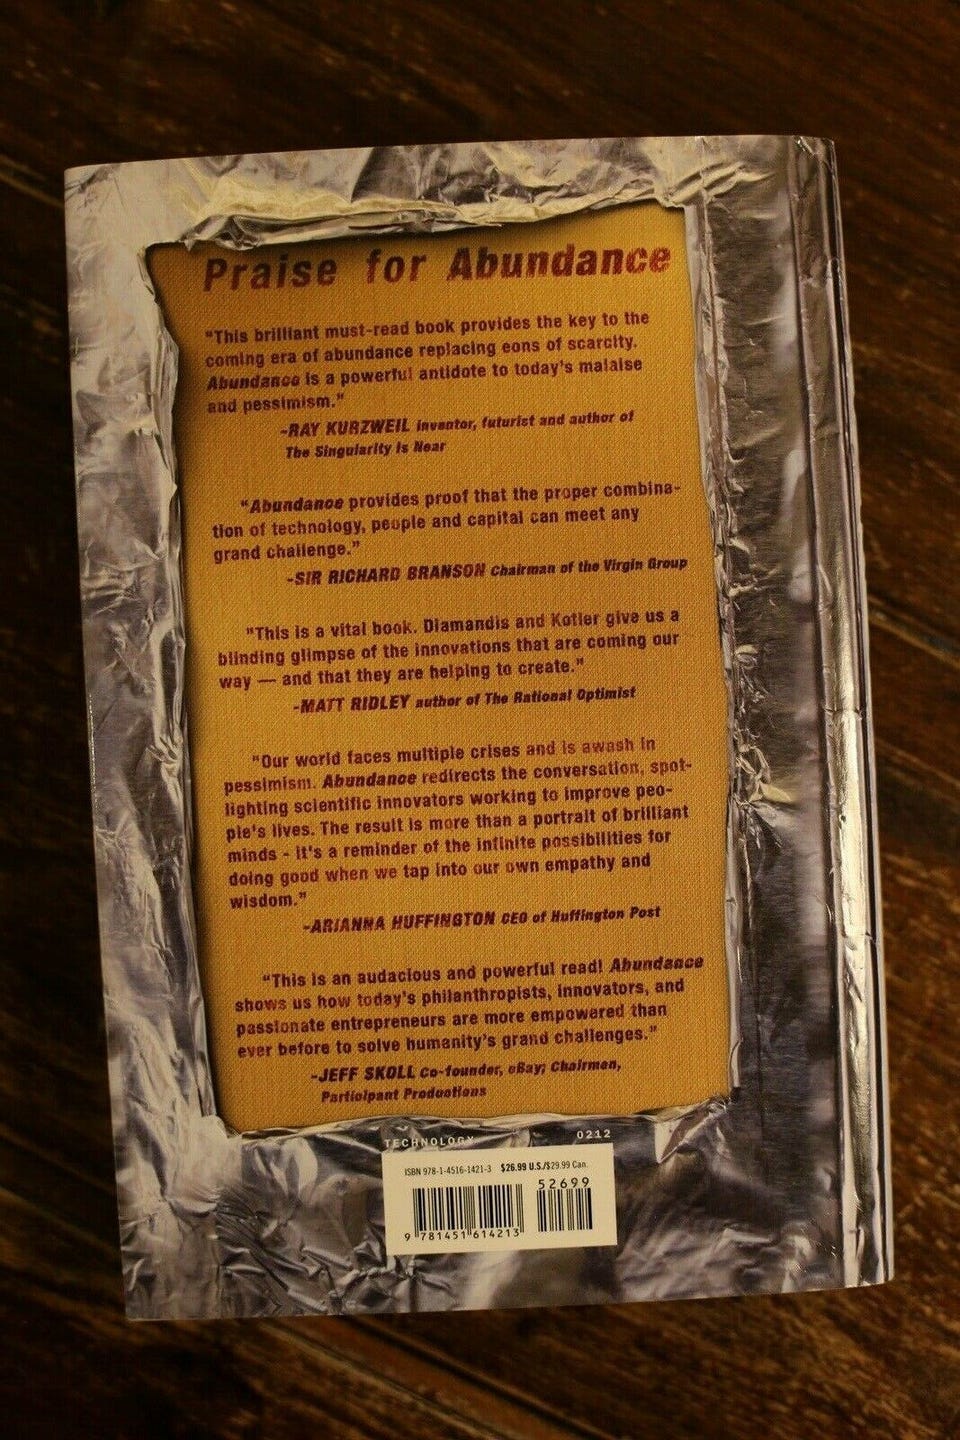 Praise for Abundance
“This brilliant must-read book provides the key to the
coming era of abundance replacing eons of scarcity.
Abundance is a powerful antidote to today’s malaise
and pessimism.”
-RAY KURZWEIL inventor, futurist and author of
The Singularity Is Near
“Abundance provides proof that the proper combina-
tion of technology, people and capital can meet any
grand challenge.”
-SIR RICHARD BRANSON Chairman of the Virgin Group
"This is a vital book. Diamandis and Kotler give us a
blinding glimpse of the innovations that are coming our
way — and that they are helping to create.”
-MATT RIDLEY author of The Rational Optimist
“Our world faces multiple crises and is awash in
pessimism. Abundance redirects the conversation, spot-
lighting scientific innovators working to improve peo-
ple’s lives. The result is more than a portrait of brilliant
minds - it’s a reminder of the infinite possibilities for
doing good when we tap into our own empathy and
wisdom.”
-ARIANNA HUFFINGTON CEO of Huffington Post
“This is an audacious and powerful read! Abundance
shows us how today’s philanthropists, innovators, and
passionate entrepreneurs are more empowered than
ever before to solve humanity’s grand challenges.”
-JEFF SKOLL Co-founder, eBay; Chairman,
Participant Productions
TECHNOLOGY 0212
ISBN 978-1-4516-1421-3 $26.99 U.S./$29.99 Can.
52699
9 781451 614213